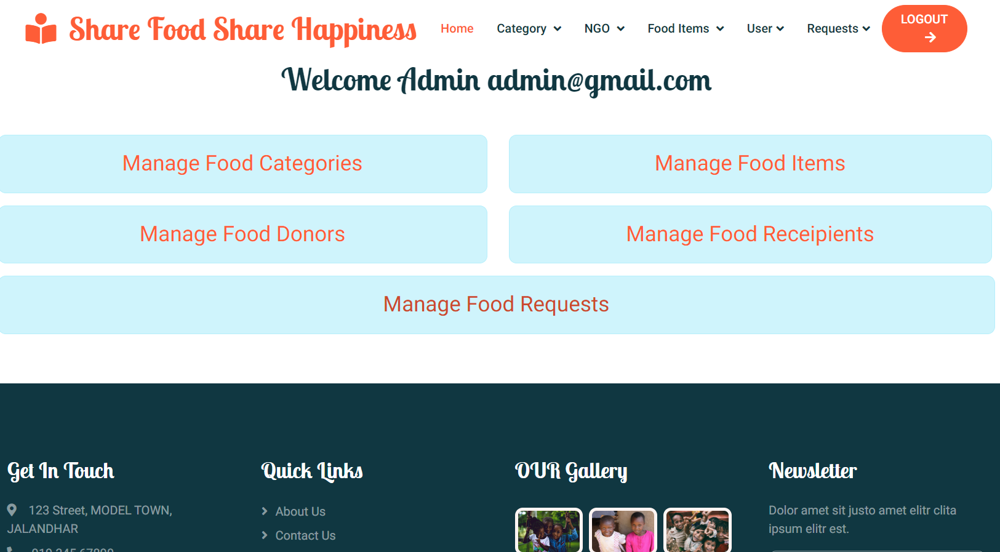 Share Food Share Happiness
Home Category NGO Food Items User Requests LOGOUT
Welcome Admin admin@gmail.com
Manage Food Categories
Manage Food Items
Manage Food Donors
Manage Food Receipients
Manage Food Requests
Get In Touch
123 Street, MODEL TOWN,
JALANDHAR
Quick Links
About Us
Contact Us
OUR Gallery
Newsletter
Dolor amet sit justo amet elitr clita
ipsum elitr est.